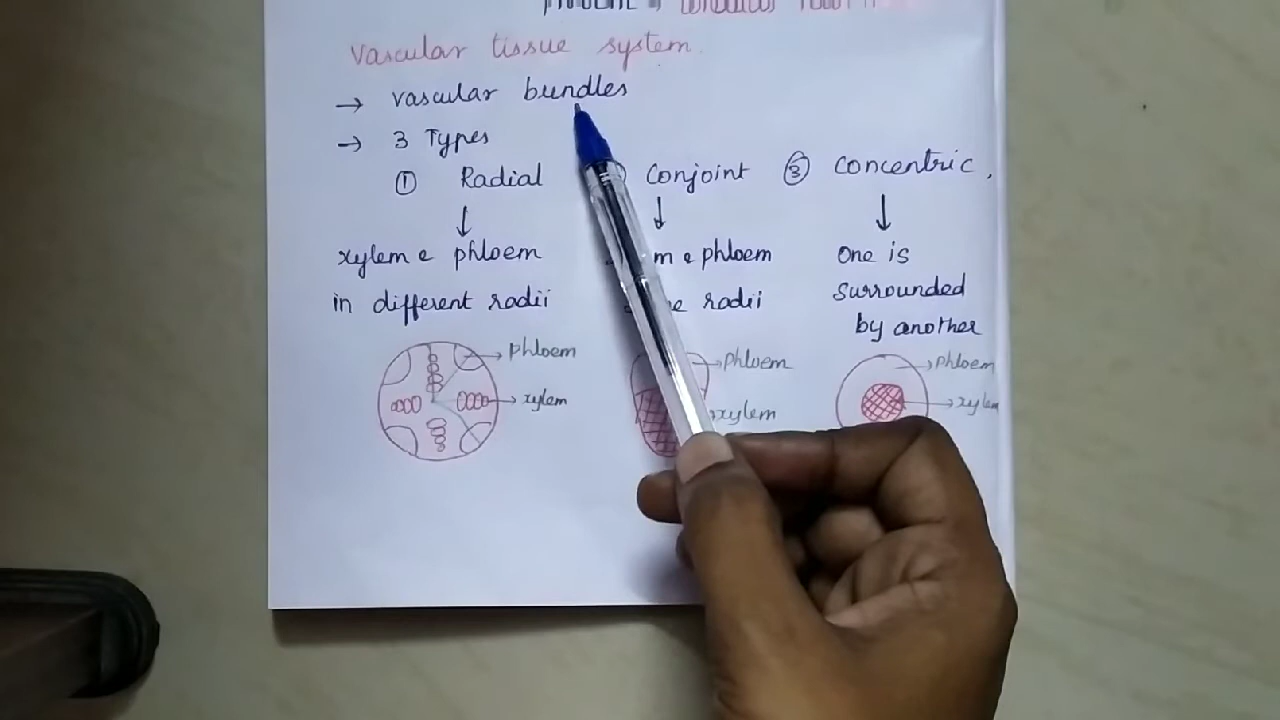 Vascular tissue system.
→ vascular bundles
→ 3 Types
① Radial Conjoint ③ Concentric.
xylem & phloem
in different radii
& phloem
radii
One is
surrounded
by another
phloem
xylem
phloem
xylem
phloem
xylem